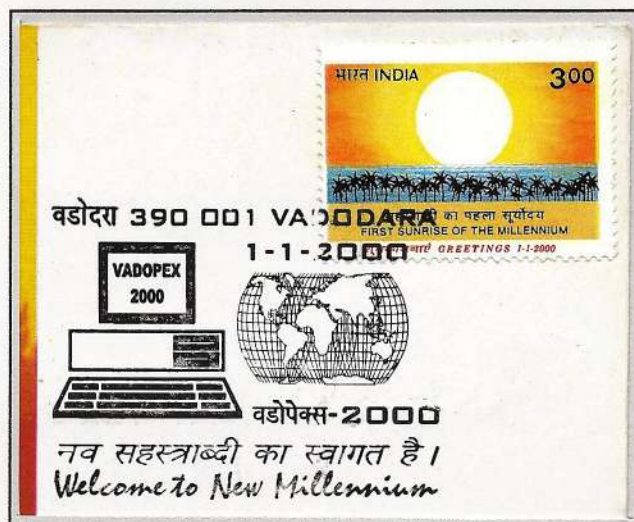 भारत INDIA 3.00
का पहला सूर्योदय
FIRST SUNRISE OF THE MILLENNIUM
GREETINGS 1-1-2000
वडोदरा 390 001 VADODARA
1-1-2000
VADOPEX
2000
वडोपेक्स-2000
नव सहस्त्राब्दी का स्वागत है।
Welcome to New Millennium